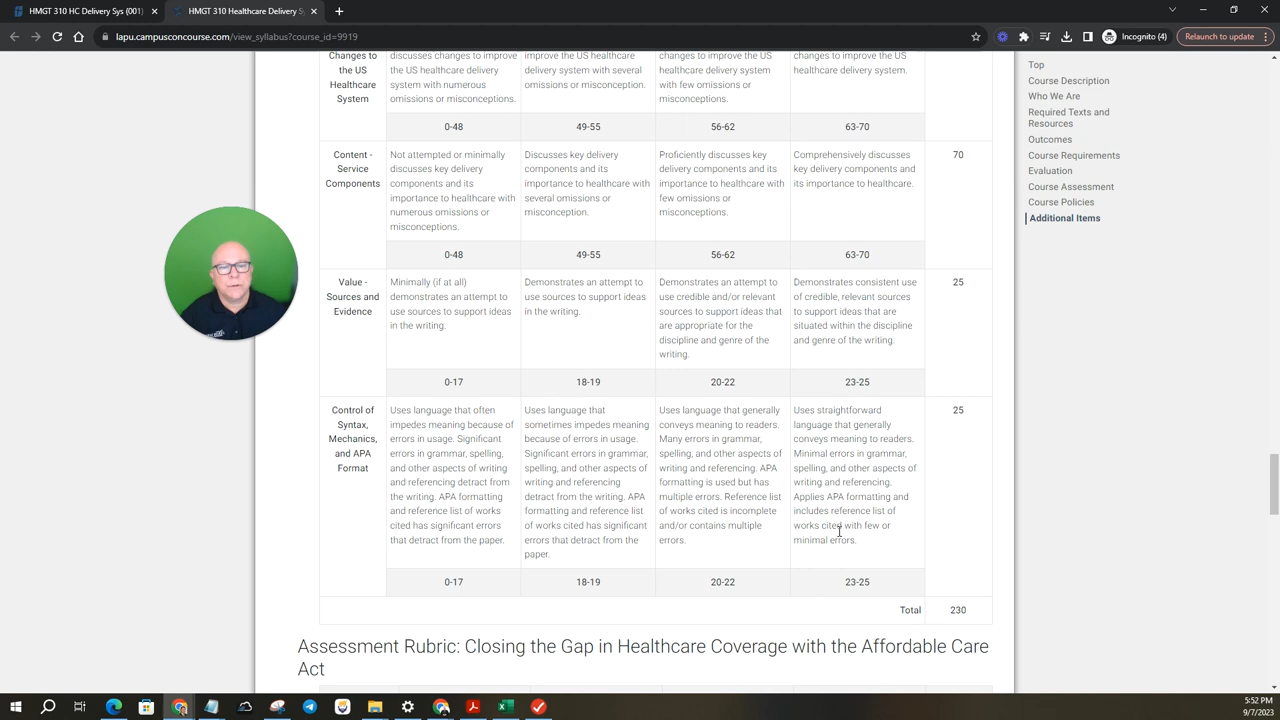 HMGT 310 HC Delivery Sys (001)
HMGT 310 Healthcare Delivery S
lapu.campusconcourse.com/view_syllabus?course_id=9919
Incognito (4)
Relaunch to update
Changes to
the US
Healthcare
System
discusses changes to improve
the US healthcare delivery
system with numerous
omissions or misconceptions.
improve the US healthcare
delivery system with several
omissions or misconception.
changes to improve the US
healthcare delivery system
with few omissions or
misconceptions.
changes to improve the US
healthcare delivery system.
0-48
49-55
56-62
63-70
Content -
Service
Components
Not attempted or minimally
discusses key delivery
components and its
importance to healthcare with
numerous omissions or
misconceptions.
Discusses key delivery
components and its
importance to healthcare with
several omissions or
misconception.
Proficiently discusses key
delivery components and its
importance to healthcare with
few omissions or
misconceptions.
Comprehensively discusses
key delivery components and
its importance to healthcare.
70
0-48
49-55
56-62
63-70
Value -
Sources and
Evidence
Minimally (if at all)
demonstrates an attempt to
use sources to support ideas
in the writing.
Demonstrates an attempt to
use sources to support ideas
in the writing.
Demonstrates an attempt to
use credible and/or relevant
sources to support ideas that
are appropriate for the
discipline and genre of the
writing.
Demonstrates consistent use
of credible, relevant sources
to support ideas that are
situated within the discipline
and genre of the writing.
25
0-17
18-19
20-22
23-25
Control of
Syntax,
Mechanics,
and APA
Format
Uses language that often
impedes meaning because of
errors in usage. Significant
errors in grammar, spelling,
and other aspects of writing
and referencing detract from
the writing. APA formatting
and reference list of works
cited has significant errors
that detract from the paper.
Uses language that
sometimes impedes meaning
because of errors in usage.
Significant errors in grammar,
spelling, and other aspects of
writing and referencing
detract from the writing. APA
formatting and reference list
of works cited has significant
errors that detract from the
paper.
Uses language that generally
conveys meaning to readers.
Many errors in grammar,
spelling, and other aspects of
writing and referencing. APA
formatting is used but has
multiple errors. Reference list
of works cited is incomplete
and/or contains multiple
errors.
Uses straightforward
language that generally
conveys meaning to readers.
Minimal errors in grammar,
spelling, and other aspects of
writing and referencing.
Applies APA formatting and
includes reference list of
works cited with few or
minimal errors.
25
0-17
18-19
20-22
23-25
Total
230
Assessment Rubric: Closing the Gap in Healthcare Coverage with the Affordable Care
Act
Top
Course Description
Who We Are
Required Texts and
Resources
Outcomes
Course Requirements
Evaluation
Course Assessment
Course Policies
Additional Items
5:52 PM
9/7/2023